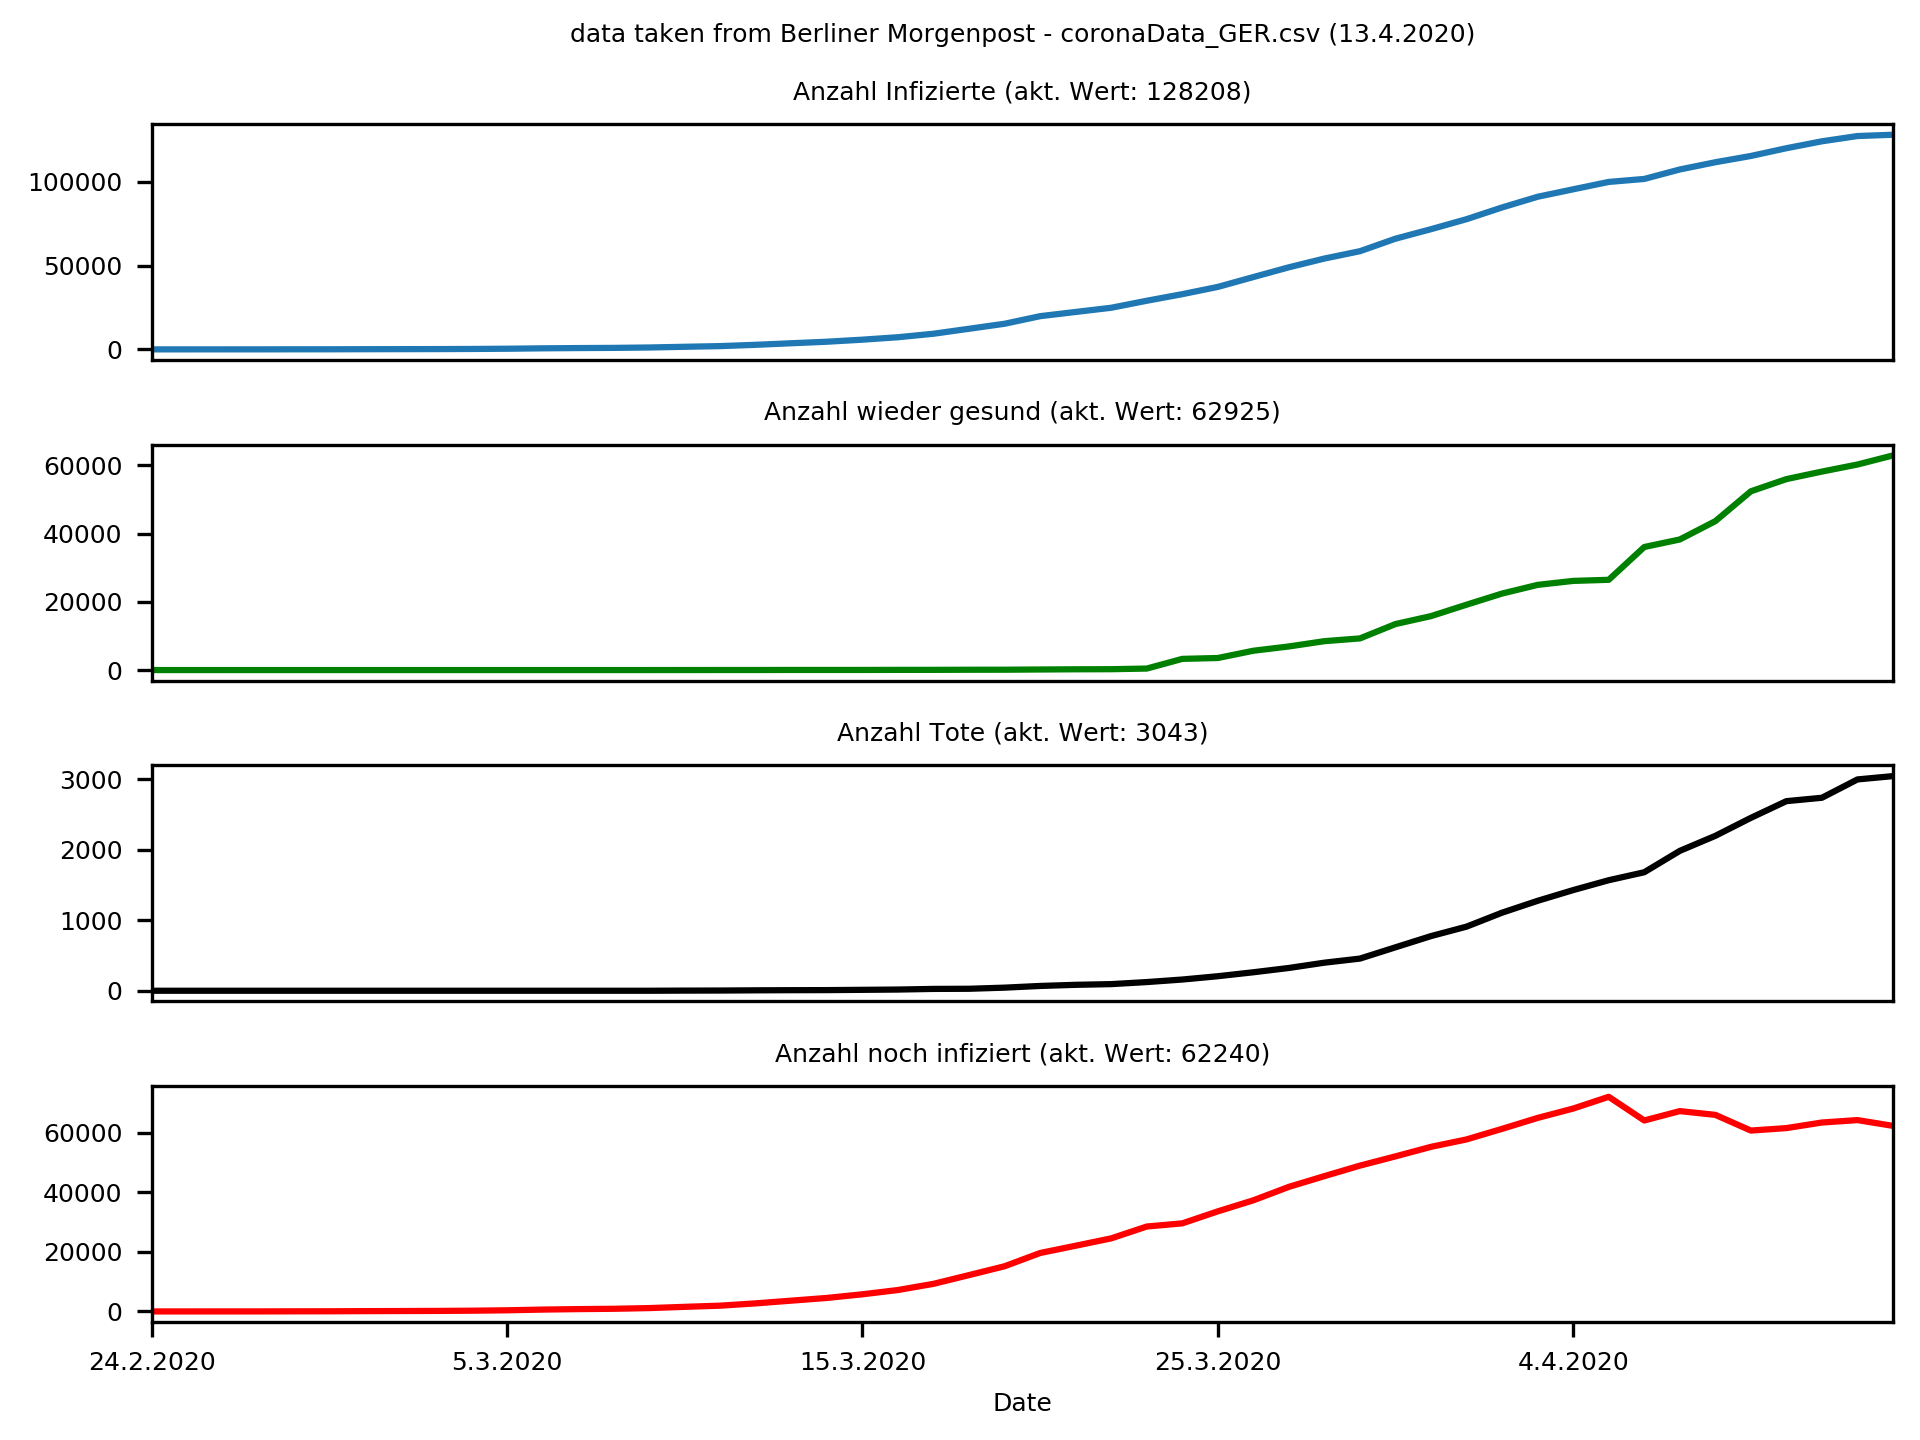 data taken from Berliner Morgenpost - coronaData_GER.csv (13.4.2020)
Anzahl Infizierte (akt. Wert: 128208)
100000
50000
0
Anzahl wieder gesund (akt. Wert: 62925)
60000
40000
20000
0
Anzahl Tote (akt. Wert: 3043)
3000
2000
1000
0
Anzahl noch infiziert (akt. Wert: 62240)
60000
40000
20000
0
24.2.2020 5.3.2020 15.3.2020 25.3.2020 4.4.2020
Date